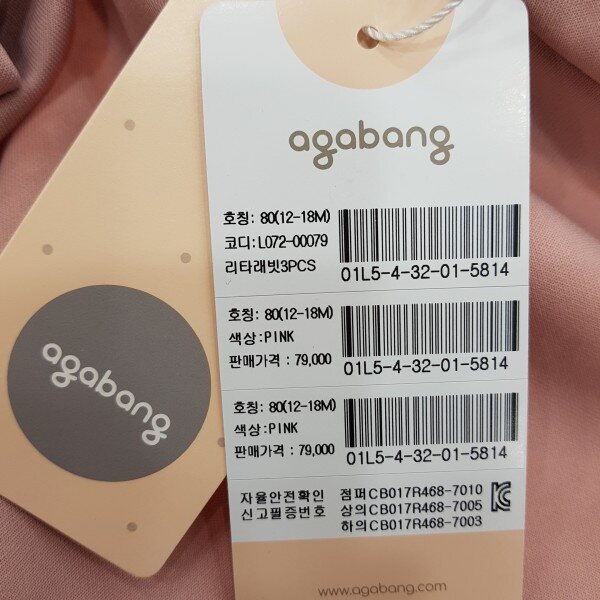 agabang
호칭: 80(12-18M)
코디:L072-00079
리타래빗3PCS
01L5-4-32-01-5814
호칭: 80(12-18M)
색상:PINK
판매가격 : 79,000
01L5-4-32-01-5814
호칭: 80(12-18M)
색상:PINK
판매가격 : 79,000
01L5-4-32-01-5814
자율안전확인 점퍼CB017R468-7010
신고필증번호 상의CB017R468-7005
하의CB017R468-7003
www.agabang.com
agabang